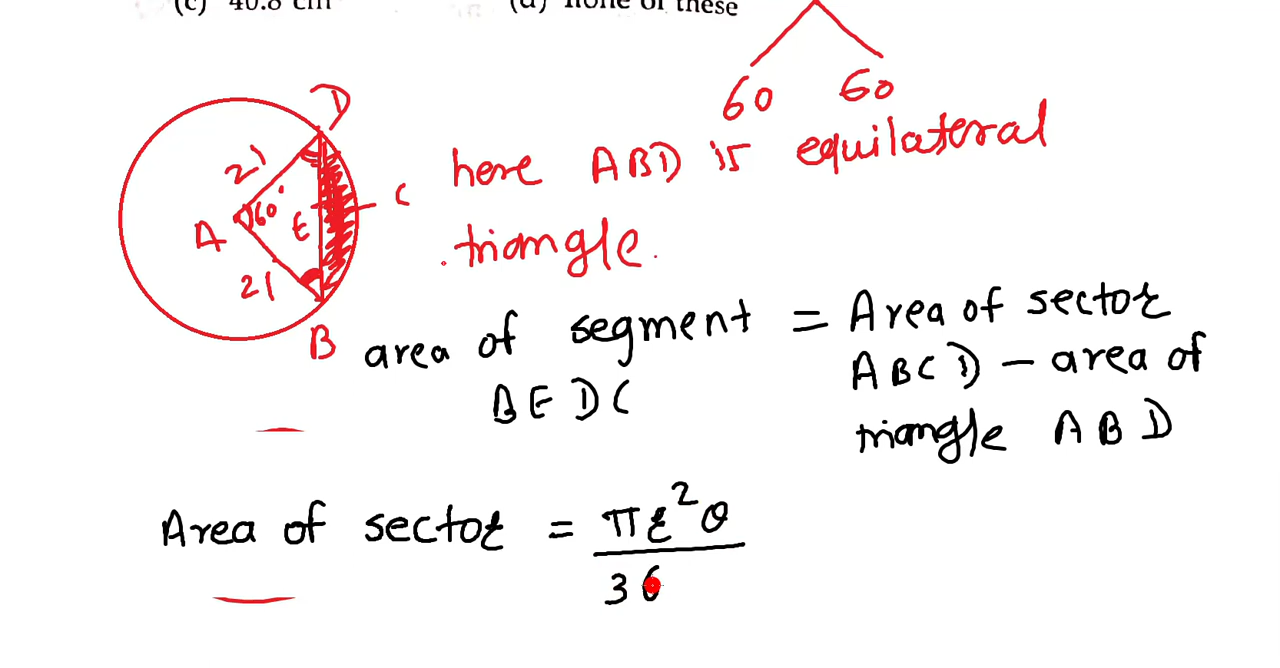 (c) 40.8 cm (d) none of these
60 60
D
21
here ABD is equilateral
60°
E
C
A
triangle.
21
B
area of segment = Area of sector
BEDC ABCD - area of
triangle ABD
Area of sector = πr²θ
36